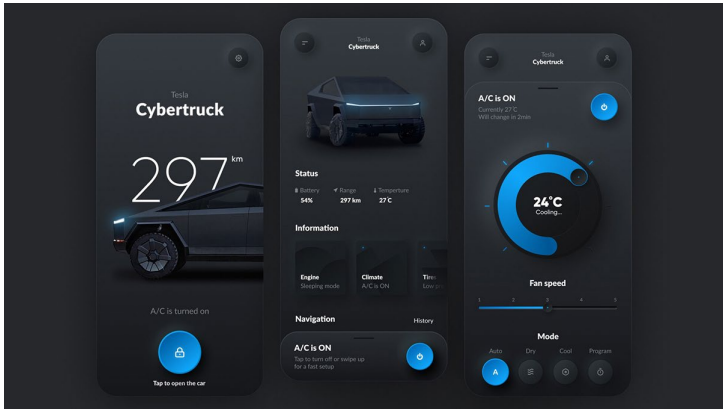 Tesla
Cybertruck
297 km
A/C is turned on
Tap to open the car
Tesla
Cybertruck
Status
Battery Range Temperture
54% 297 km 27°C
Information
Engine Climate Tires
Sleeping mode A/C is ON
Navigation History
A/C is ON
Tap to turn off or swipe up
for a fast setup
Tesla
Cybertruck
A/C is ON
Currently 27°C
Will change in 2min
24°C
Cooling...
Fan speed
1 2 3 4 5
Mode
Auto Dry Cool Program
A